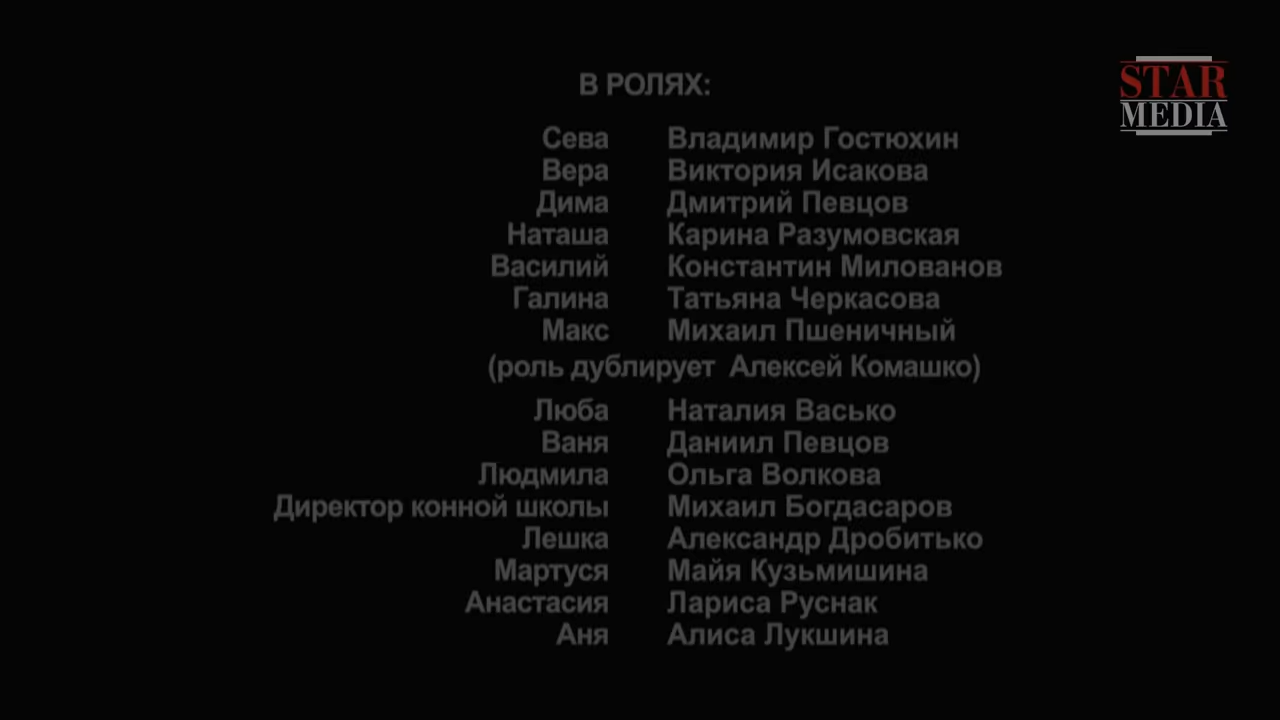 STAR
MEDIA
В РОЛЯХ:
Сева Владимир Гостюхин
Вера Виктория Исакова
Дима Дмитрий Певцов
Наташа Карина Разумовская
Василий Константин Милованов
Галина Татьяна Черкасова
Макс Михаил Пшеничный
(роль дублирует Алексей Комашко)
Люба Наталия Васько
Ваня Даниил Певцов
Людмила Ольга Волкова
Директор конной школы Михаил Богдасаров
Лешка Александр Дробитько
Мартуся Майя Кузьмишина
Анастасия Лариса Руснак
Аня Алиса Лукшина